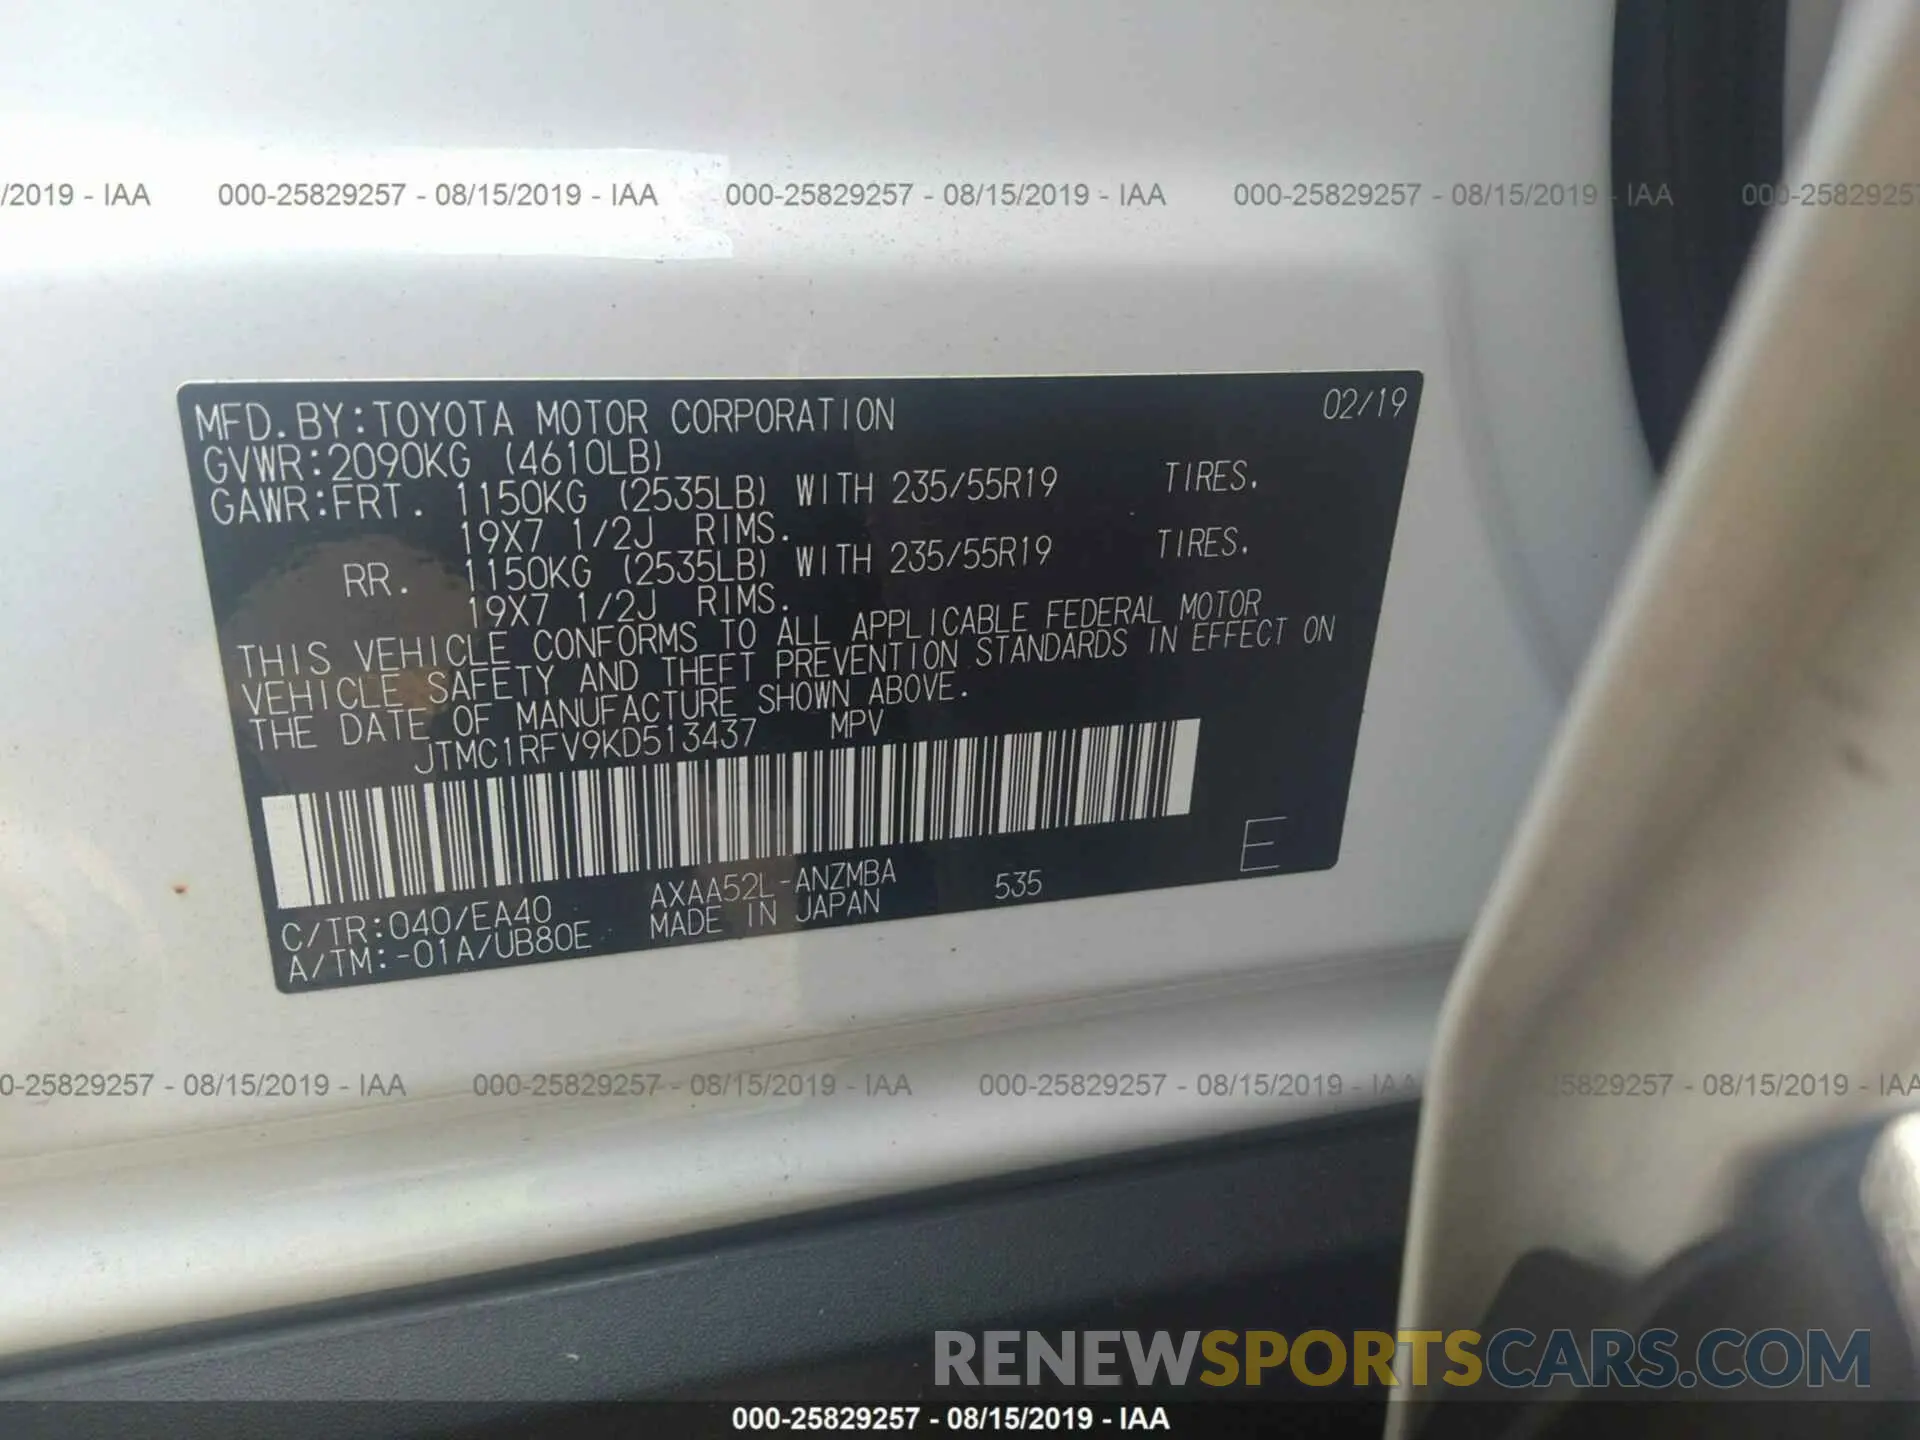 /2019 - IAA 000-25829257 - 08/15/2019 - IAA 000-25829257 - 08/15/2019 - IAA 000-25829257 - 08/15/2019 - IAA 000-2582925
MFD.BY:TOYOTA MOTOR CORPORATION 02/19
GVWR:2090KG (4610LB)
GAWR:FRT. 1150KG (2535LB) WITH 235/55R19 TIRES.
19X7 1/2J RIMS.
RR. 1150KG (2535LB) WITH 235/55R19 TIRES.
19X7 1/2J RIMS.
THIS VEHICLE CONFORMS TO ALL APPLICABLE FEDERAL MOTOR
VEHICLE SAFETY AND THEFT PREVENTION STANDARDS IN EFFECT ON
THE DATE OF MANUFACTURE SHOWN ABOVE.
JTMC1RFV9KD513437 MPV
E
C/TR:040/EA40 AXAA52L-ANZMBA 535
A/TM:-01A/UB80E MADE IN JAPAN
0-25829257 - 08/15/2019 - IAA 000-25829257 - 08/15/2019 - IAA 000-25829257 - 08/15/2019 - IAA 25829257 - 08/15/2019 - IAA
RENEWSPORTSCARS.COM
000-25829257 - 08/15/2019 - IAA